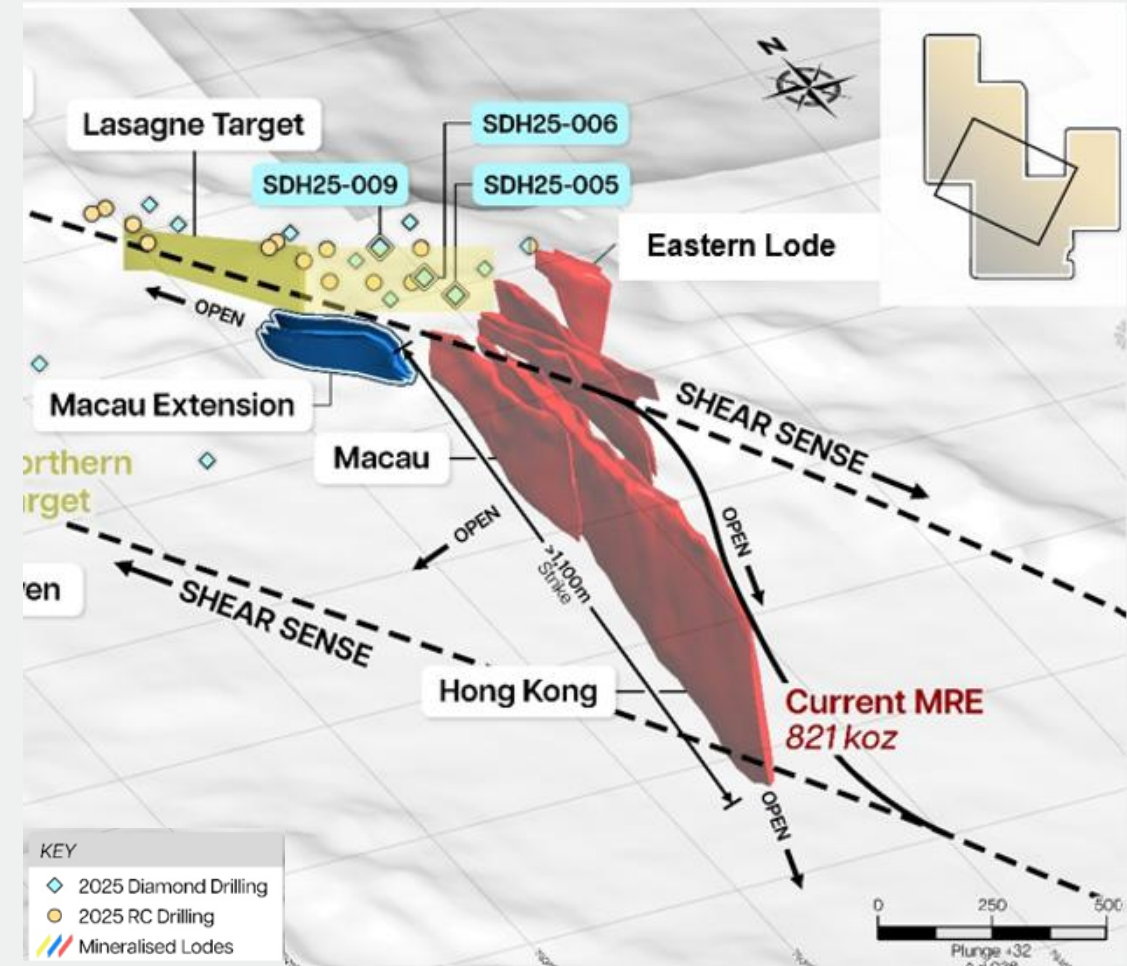 N
Lasagne Target
SDH25-006
SDH25-009
SDH25-005
Eastern Lode
OPEN
Macau Extension
SHEAR SENSE
Macau
orthern
rget
OPEN
OPEN
>1,100m
Strike
en
SHEAR SENSE
Hong Kong
Current MRE
821 koz
OPEN
KEY
2025 Diamond Drilling
2025 RC Drilling
Mineralised Lodes
0 250 500
Plunge +32